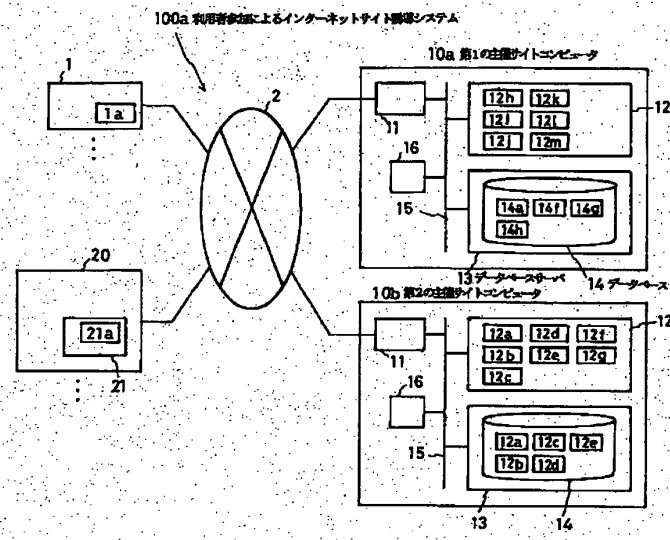 100a 利用者参加によるインターネットサイト誘導システム
10a 第1の主催サイトコンピュータ
1
1a
2
11
16
15
12h 12k
12i 12l
12j 12m
12
14a 14f 14g
14h
13 データベースサーバ
14 データベース
20
21a
21
10b 第2の主催サイトコンピュータ
11
16
15
12a 12d 12f
12b 12e 12g
12c
12
12a 12c 12e
12b 12d
13
14